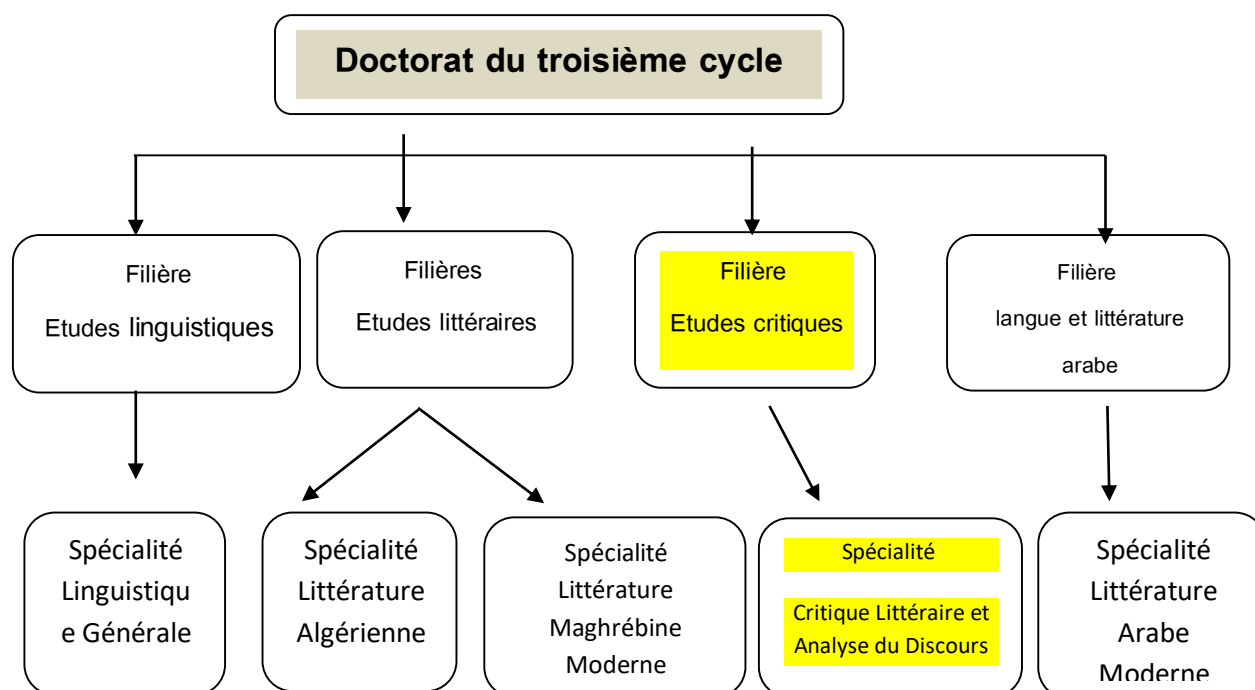 Doctorat du troisième cycle
Filière
Etudes linguistiques
Filières
Etudes littéraires
Filière
Etudes critiques
Filière
langue et littérature
arabe
Spécialité
Linguistiqu
e Générale
Spécialité
Littérature
Algérienne
Spécialité
Littérature
Maghrébine
Moderne
Spécialité
Critique Littéraire et
Analyse du Discours
Spécialité
Littérature
Arabe
Moderne